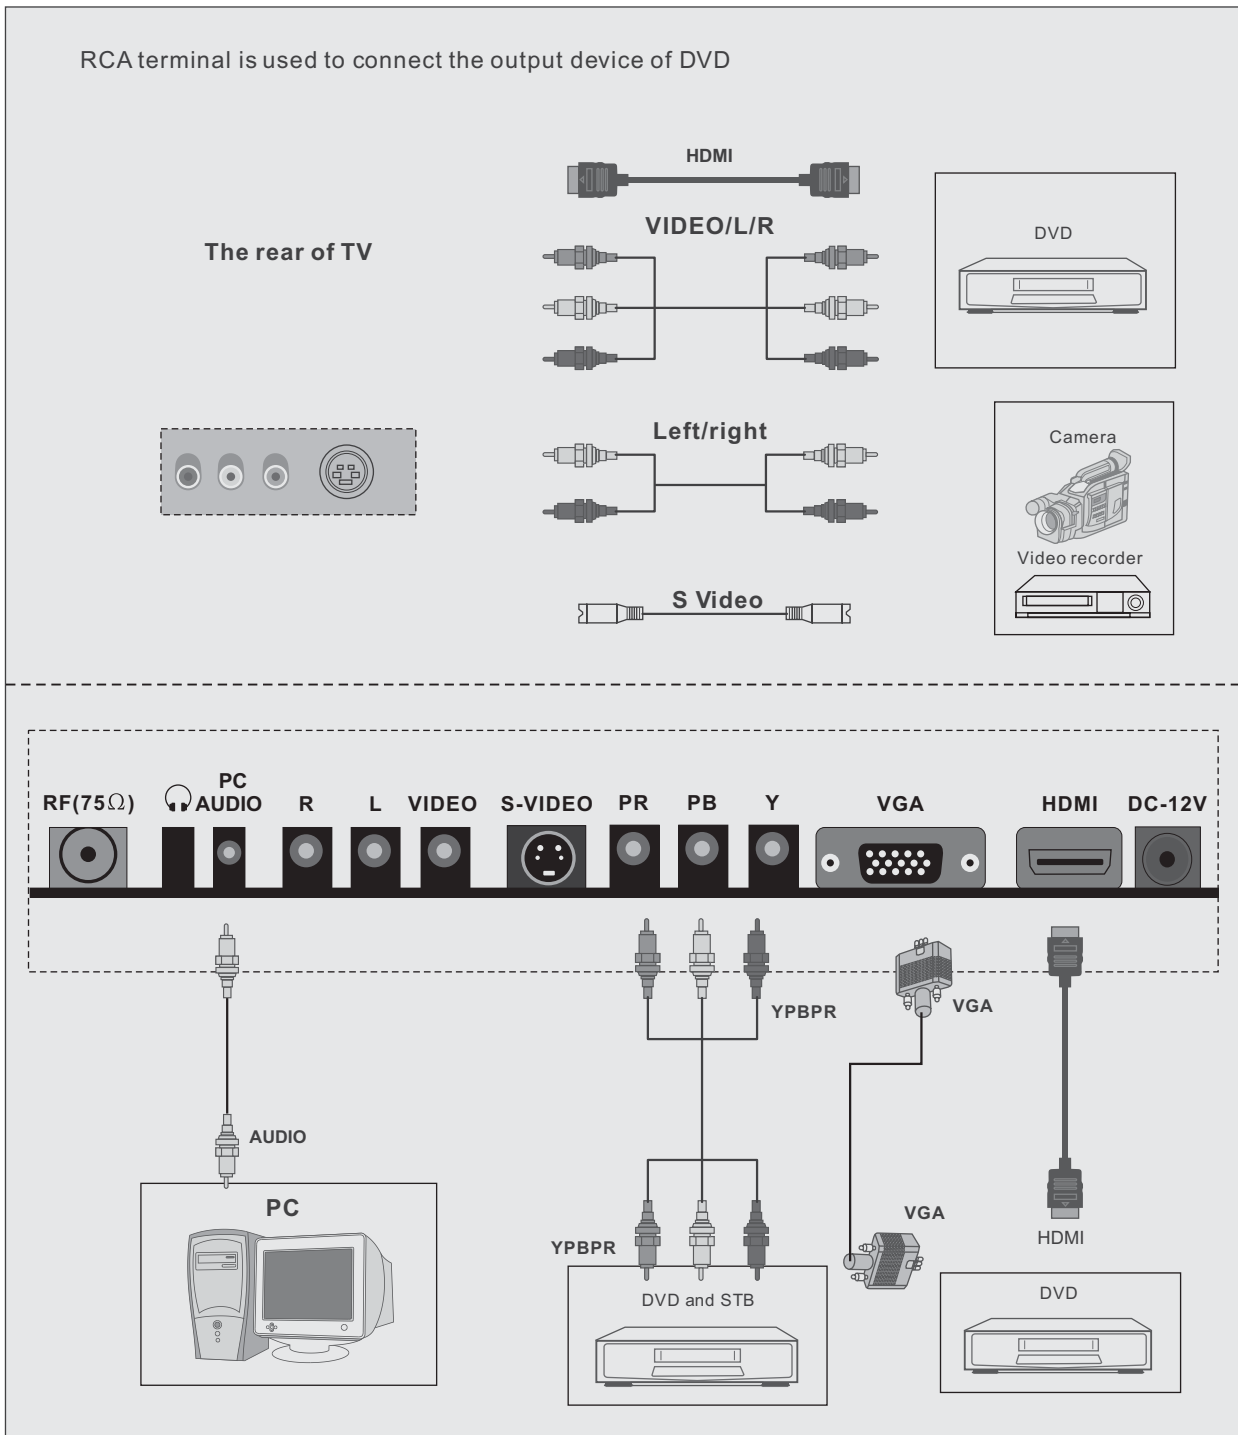 RCA terminal is used to connect the output device of DVD
HDMI
VIDEO/L/R
The rear of TV
DVD
Left/right
Camera
Video recorder
S Video
RF(75Ω)
PC
AUDIO
R
L
VIDEO
S-VIDEO
PR
PB
Y
VGA
HDMI
DC-12V
YPBPR
VGA
AUDIO
PC
VGA
HDMI
YPBPR
DVD and STB
DVD